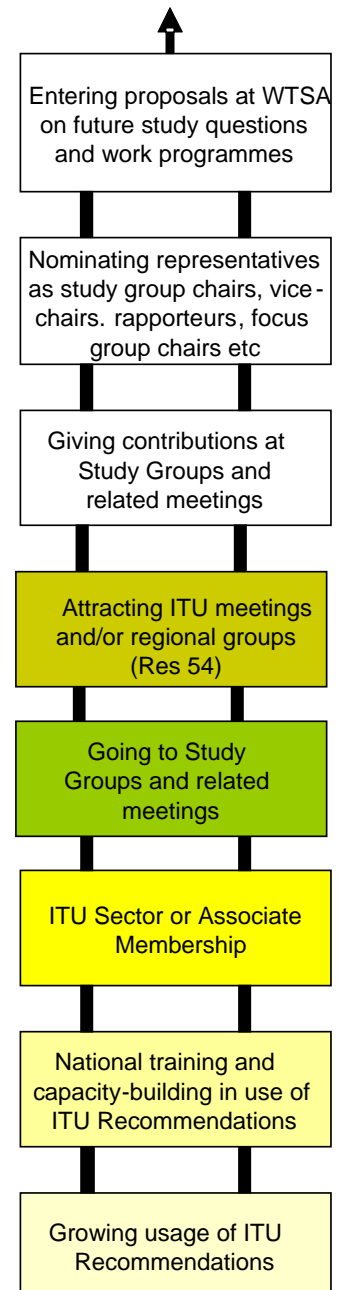 Entering proposals at WTSA
on future study questions
and work programmes
Nominating representatives
as study group chairs, vice-
chairs. rapporteurs, focus
group chairs etc
Giving contributions at
Study Groups and
related meetings
Attracting ITU meetings
and/or regional groups
(Res 54)
Going to Study
Groups and related
meetings
ITU Sector or Associate
Membership
National training and
capacity-building in use of
ITU Recommendations
Growing usage of ITU
Recommendations